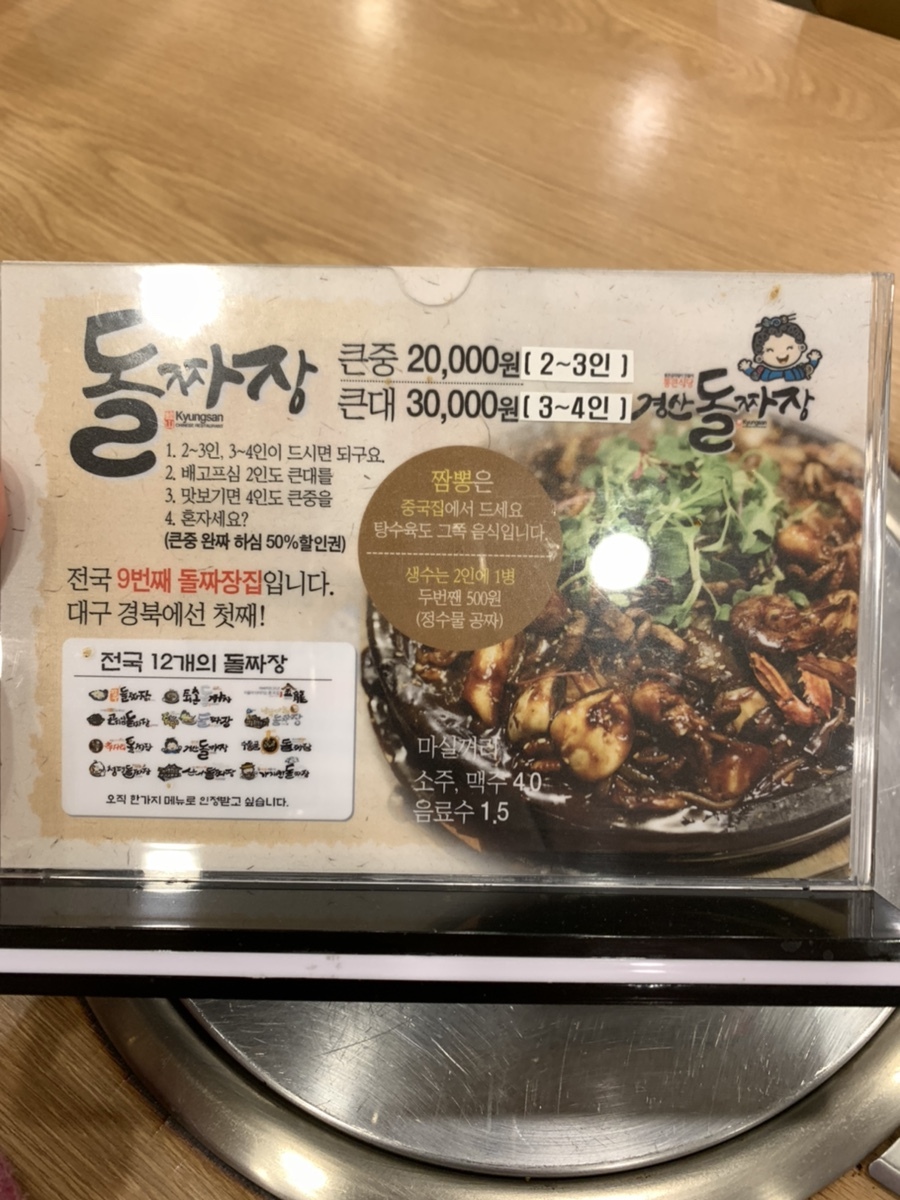 돌짜장
Kyungsan
CHINESE RESTAURANT
큰중 20,000원( 2~3인 )
큰대 30,000원( 3~4인 )
통큰식당
경산돌짜장
Kyungsan
1. 2~3인, 3~4인이 드시면 되구요.
2. 배고프심 2인도 큰대를
3. 맛보기면 4인도 큰중을
4. 혼자세요?
(큰중 완짜 하심 50%할인권)
짬뽕은
중국집에서 드세요
탕수육도 그쪽 음식입니다.
생수는 2인에 1병
두번짼 500원
(정수물 공짜)
전국 9번째 돌짜장집입니다.
대구 경북에선 첫째!
전국 12개의 돌짜장
오직 한가지 메뉴로 인정받고 싶습니다.
마실꺼리
소주, 맥주 4.0
음료수 1.5